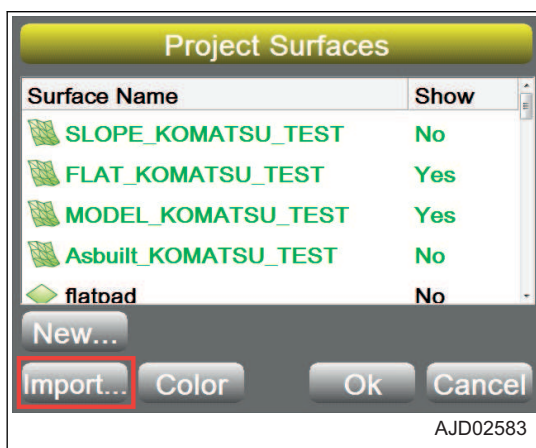 Project Surfaces
Surface Name Show
SLOPE_KOMATSU_TEST No
FLAT_KOMATSU_TEST Yes
MODEL_KOMATSU_TEST Yes
Asbuilt_KOMATSU_TEST No
flatpad No
New...
Import... Color Ok Cancel
AJD02583